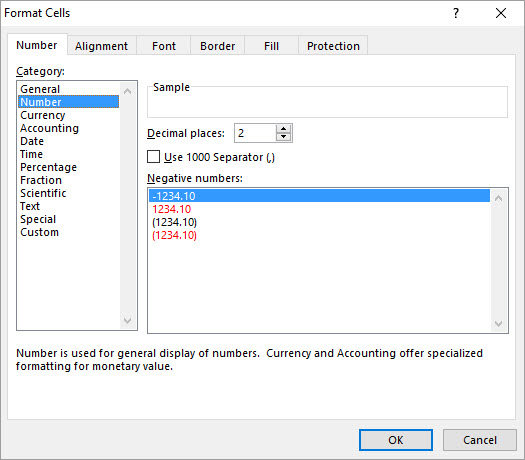 Format Cells
?
Number Alignment Font Border Fill Protection
Category:
General
Number
Currency
Accounting
Date
Time
Percentage
Fraction
Scientific
Text
Special
Custom
Sample
Decimal places: 2
Use 1000 Separator (,)
Negative numbers:
-1234.10
1234.10
(1234.10)
(1234.10)
Number is used for general display of numbers. Currency and Accounting offer specialized
formatting for monetary value.
OK Cancel